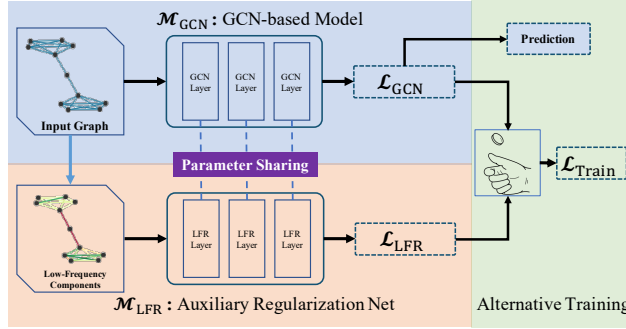 𝓜GCN : GCN-based Model
Prediction
GCN Layer
GCN Layer
GCN Layer
𝓛GCN
Input Graph
Parameter Sharing
𝓛Train
LFR Layer
LFR Layer
LFR Layer
𝓛LFR
Low-Frequency
Components
𝓜LFR : Auxiliary Regularization Net
Alternative Training